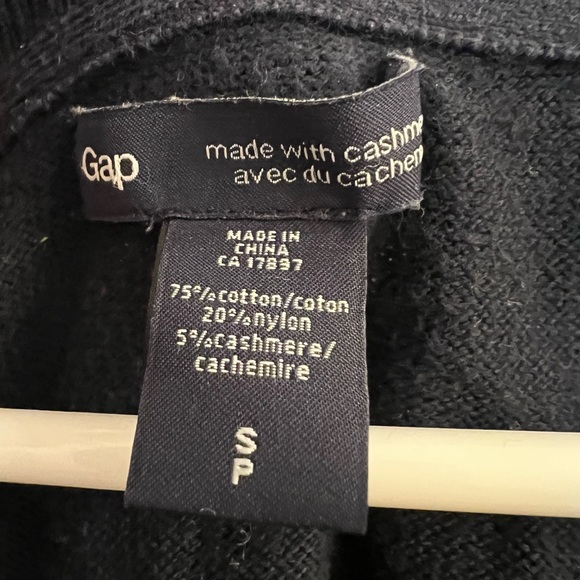 Gap
made with cashme
avec du cachem
MADE IN
CHINA
CA 17897
75%cotton/coton
20%nylon
5%cashmere/
cachemire
S
P